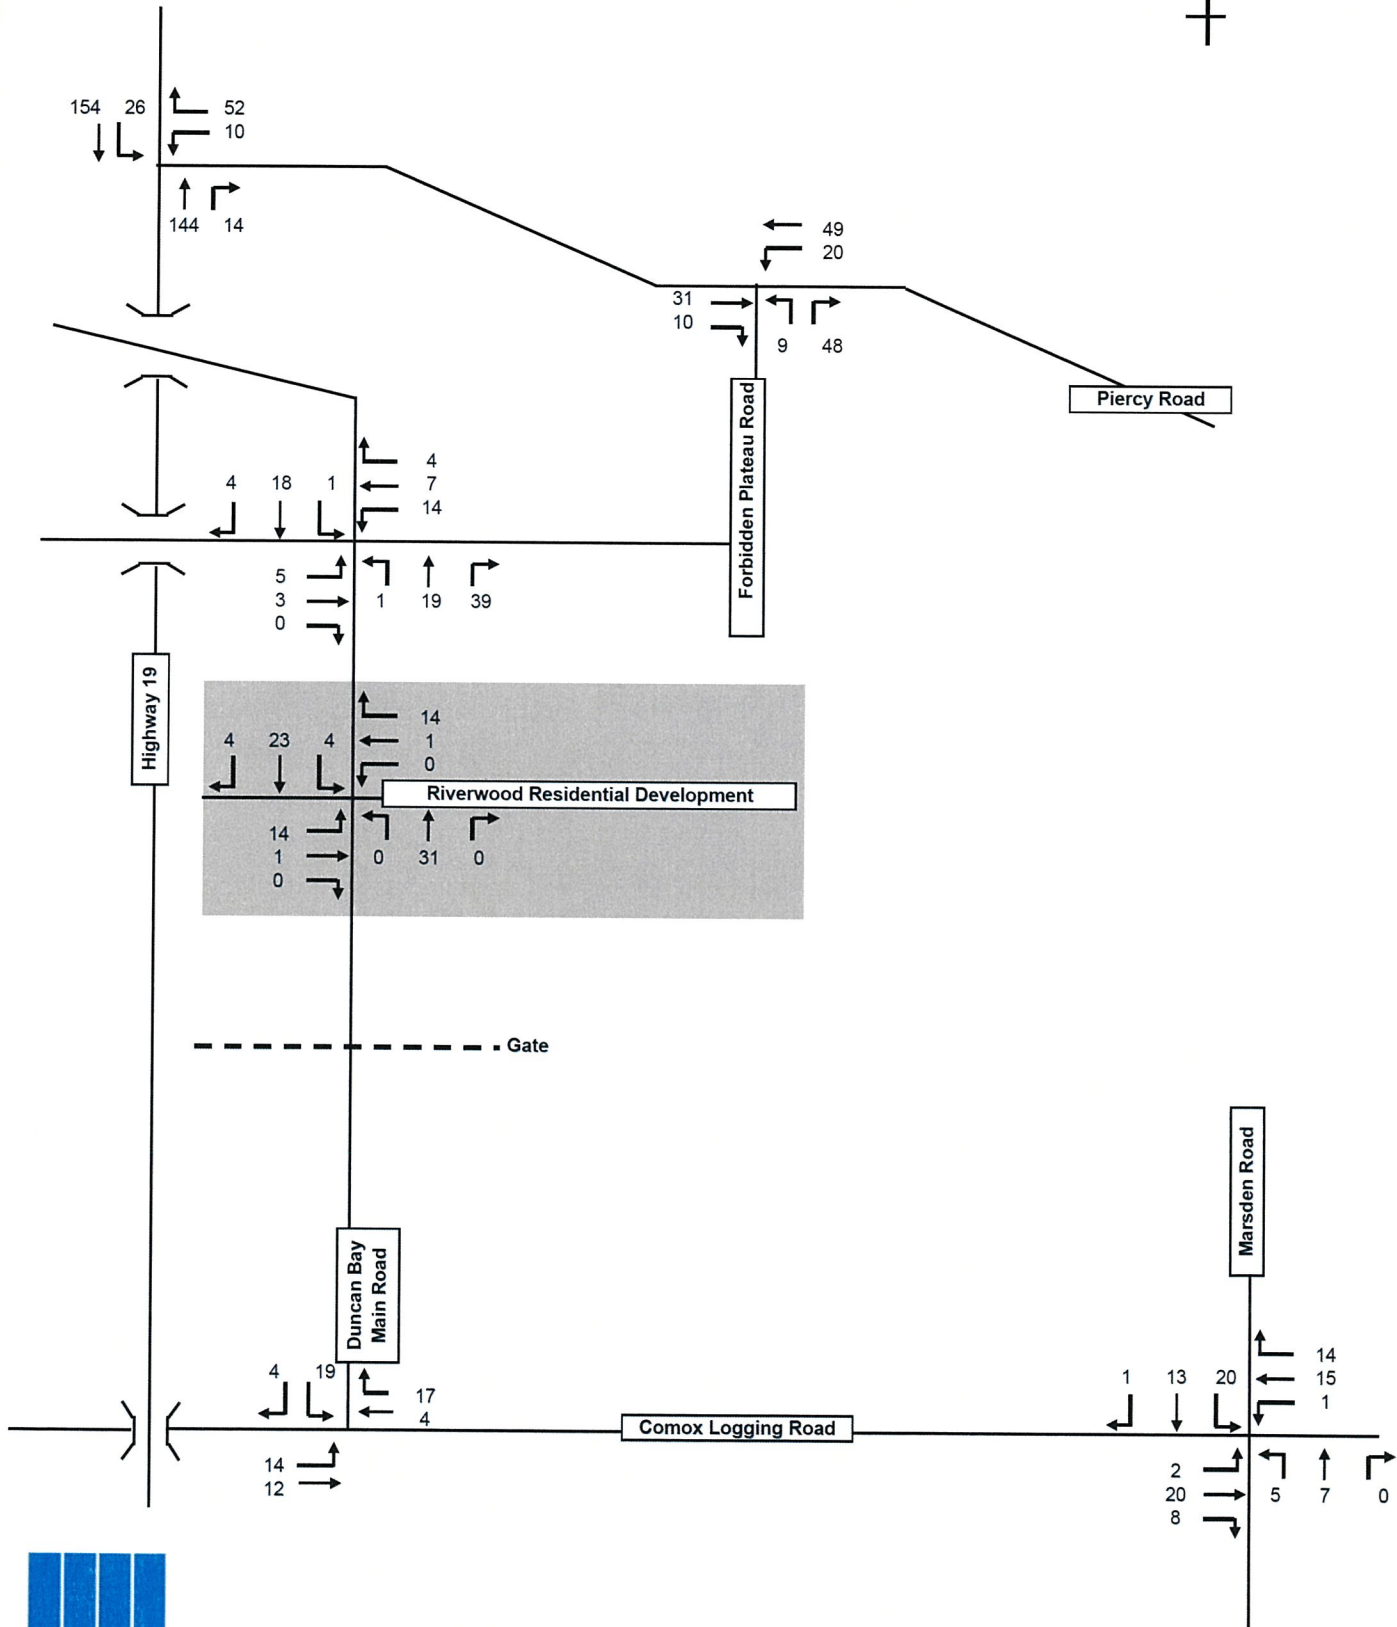 154 26 52
10
144 14
49
20
31
10
9 48
Piercy Road
Forbidden Plateau Road
4
4 18 1 7
14
5
3 1 19 39
0
Highway 19
14
4 23 4 1
0
Riverwood Residential Development
14
1 0 31 0
0
Gate
Marsden Road
Duncan Bay
Main Road
4 19
17
4
14
12
Comox Logging Road
14
1 13 20 15
1
2
20 5 7 0
8